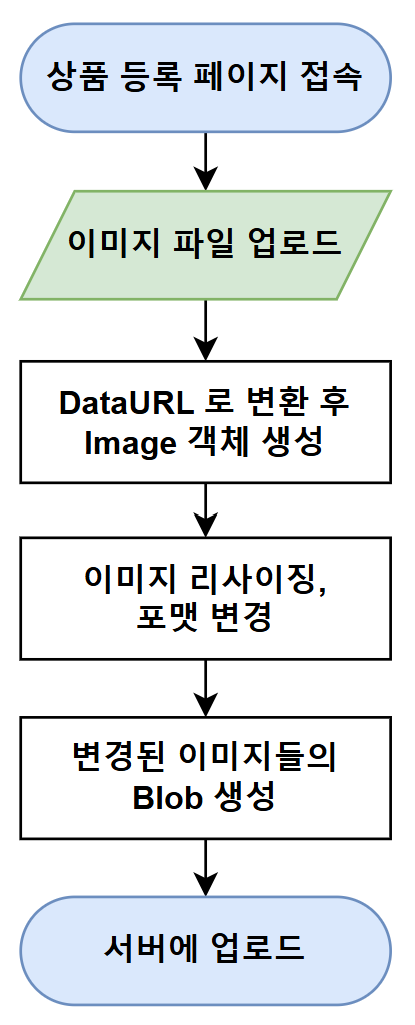 상품 등록 페이지 접속
이미지 파일 업로드
DataURL 로 변환 후
Image 객체 생성
이미지 리사이징,
포맷 변경
변경된 이미지들의
Blob 생성
서버에 업로드